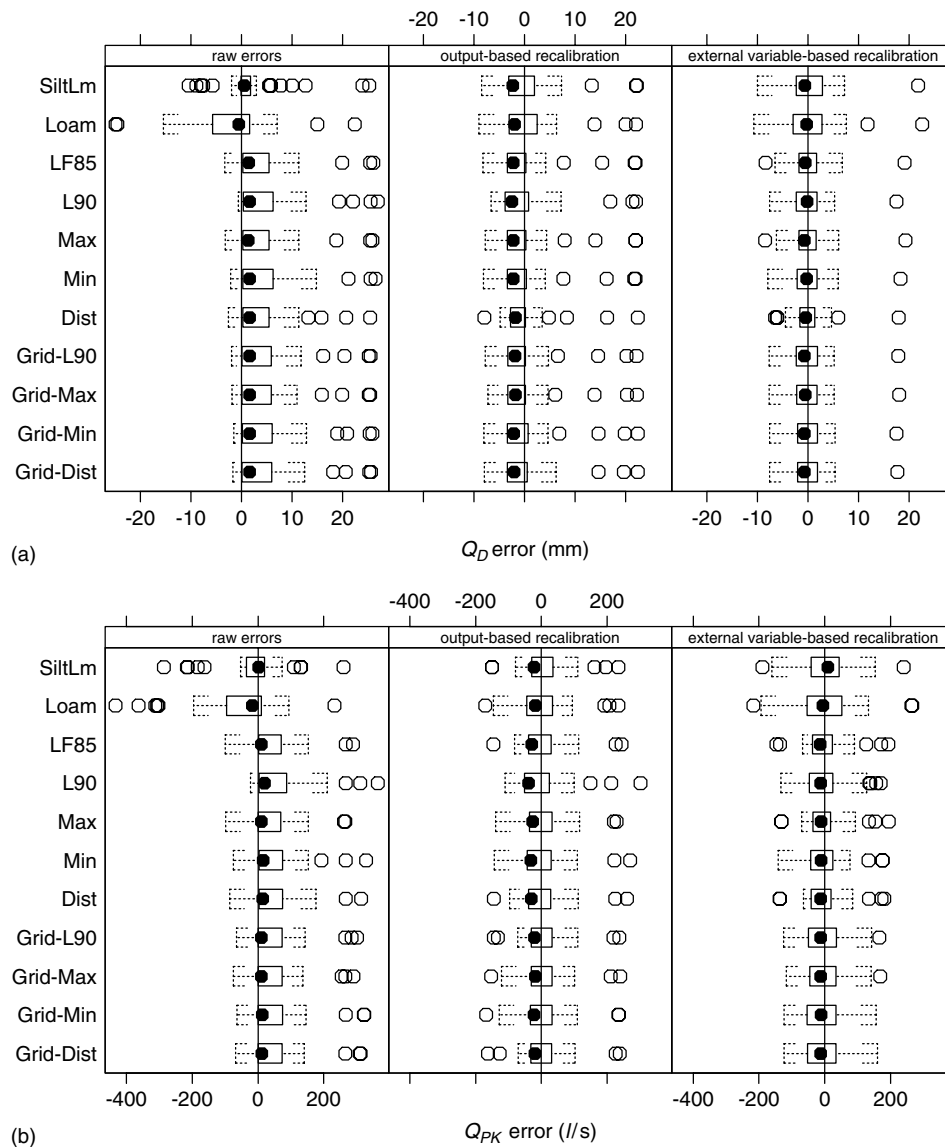 -20 -10 0 10 20
raw errors output-based recalibration external variable-based recalibration
SiltLm
Loam
LF85
L90
Max
Min
Dist
Grid-L90
Grid-Max
Grid-Min
Grid-Dist
-20 -10 0 10 20 -20 -10 0 10 20
(a) Q_D error (mm)
-400 -200 0 200
raw errors output-based recalibration external variable-based recalibration
SiltLm
Loam
LF85
L90
Max
Min
Dist
Grid-L90
Grid-Max
Grid-Min
Grid-Dist
-400 -200 0 200 -400 -200 0 200
(b) Q_PK error (l/s)